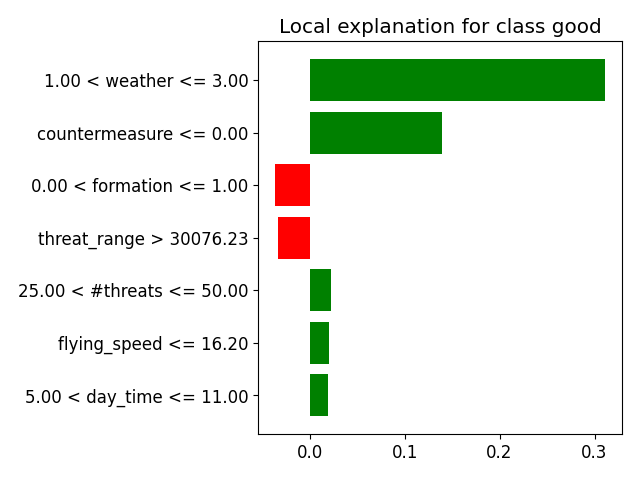 Local explanation for class good
1.00 < weather <= 3.00
countermeasure <= 0.00
0.00 < formation <= 1.00
threat_range > 30076.23
25.00 < #threats <= 50.00
flying_speed <= 16.20
5.00 < day_time <= 11.00
0.0 0.1 0.2 0.3